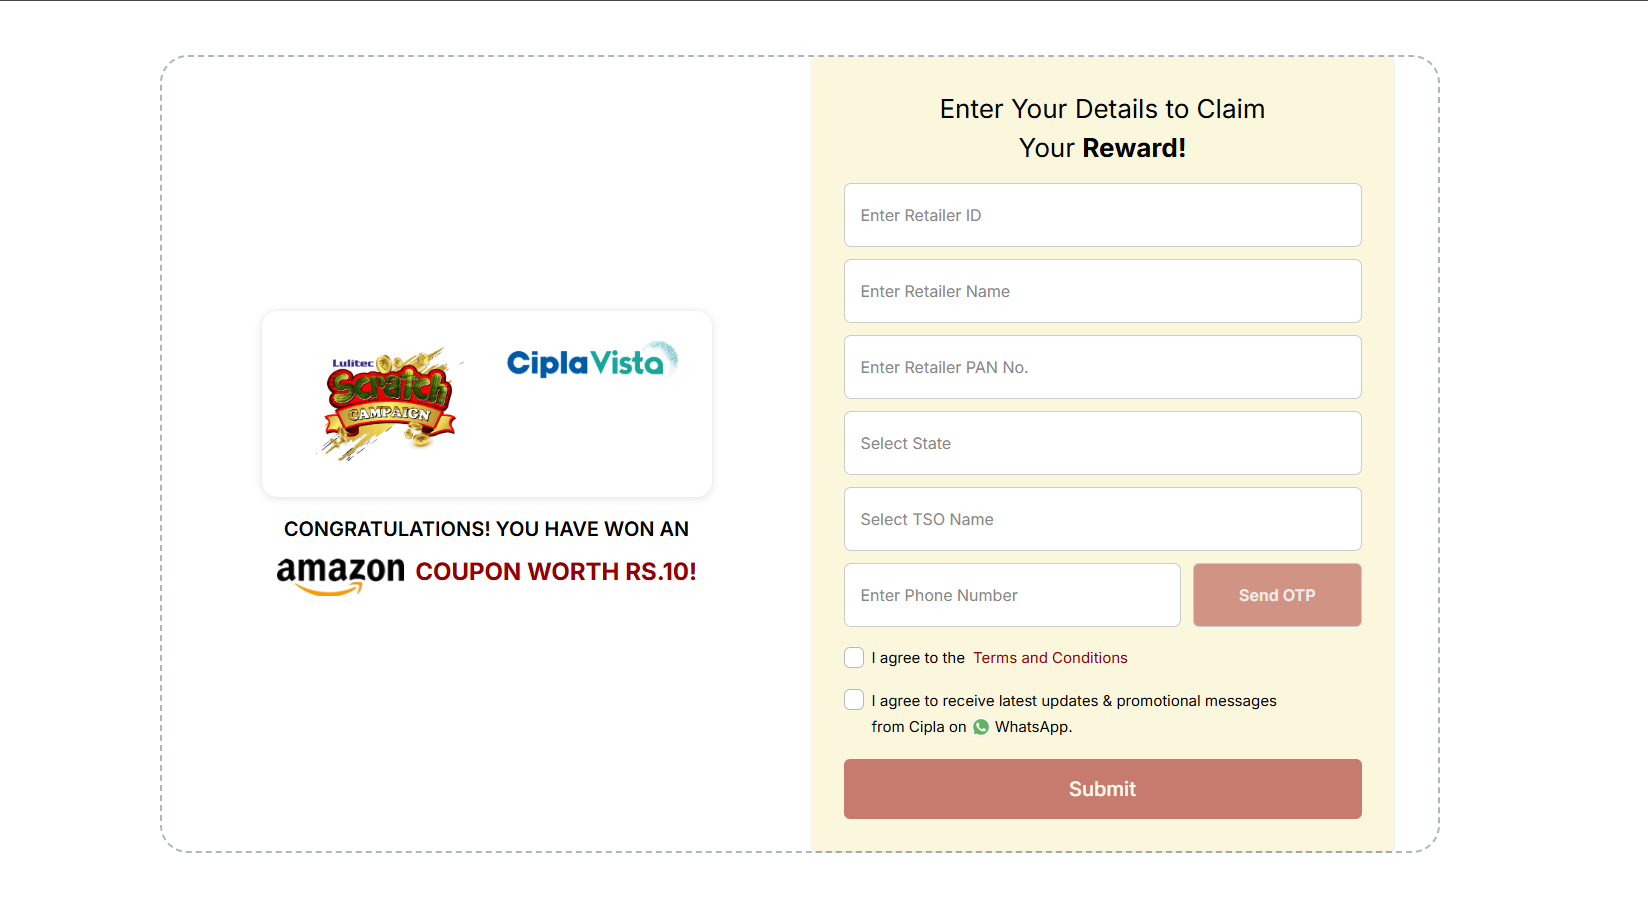 Lulitec
Scratch
CAMPAIGN
Cipla Vista
CONGRATULATIONS! YOU HAVE WON AN
amazon COUPON WORTH RS.10!
Enter Your Details to Claim
Your Reward!
Enter Retailer ID
Enter Retailer Name
Enter Retailer PAN No.
Select State
Select TSO Name
Enter Phone Number
Send OTP
I agree to the Terms and Conditions
I agree to receive latest updates & promotional messages
from Cipla on WhatsApp.
Submit